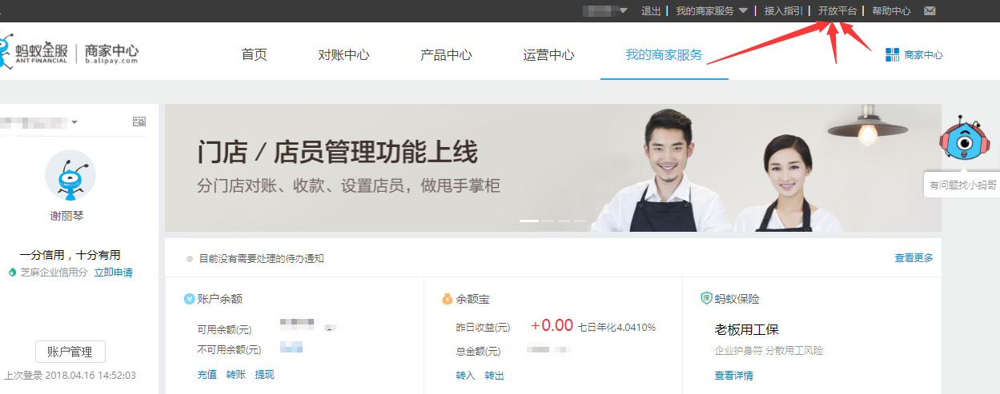 退出 我的商家服务 接入指引 开放平台 帮助中心
蚂蚁金服 商家中心
ANT FINANCIAL b.alipay.com
首页 对账中心 产品中心 运营中心 我的商家服务 商家中心
谢丽琴
一分信用，十分有用
芝麻企业信用分 立即申请
账户管理
上次登录 2018.04.16 14:52:03
门店 / 店员管理功能上线
分门店对账、收款、设置店员，做甩手掌柜
有问题找小蚂哥
目前没有需要处理的待办通知 查看更多
账户余额
可用余额(元)
不可用余额(元)
充值 转账 提现
余额宝
昨日收益(元) +0.00 七日年化4.0410%
总金额(元)
转入 转出
保 蚂蚁保险
老板用工保
企业护身符 分散用工风险
查看详情